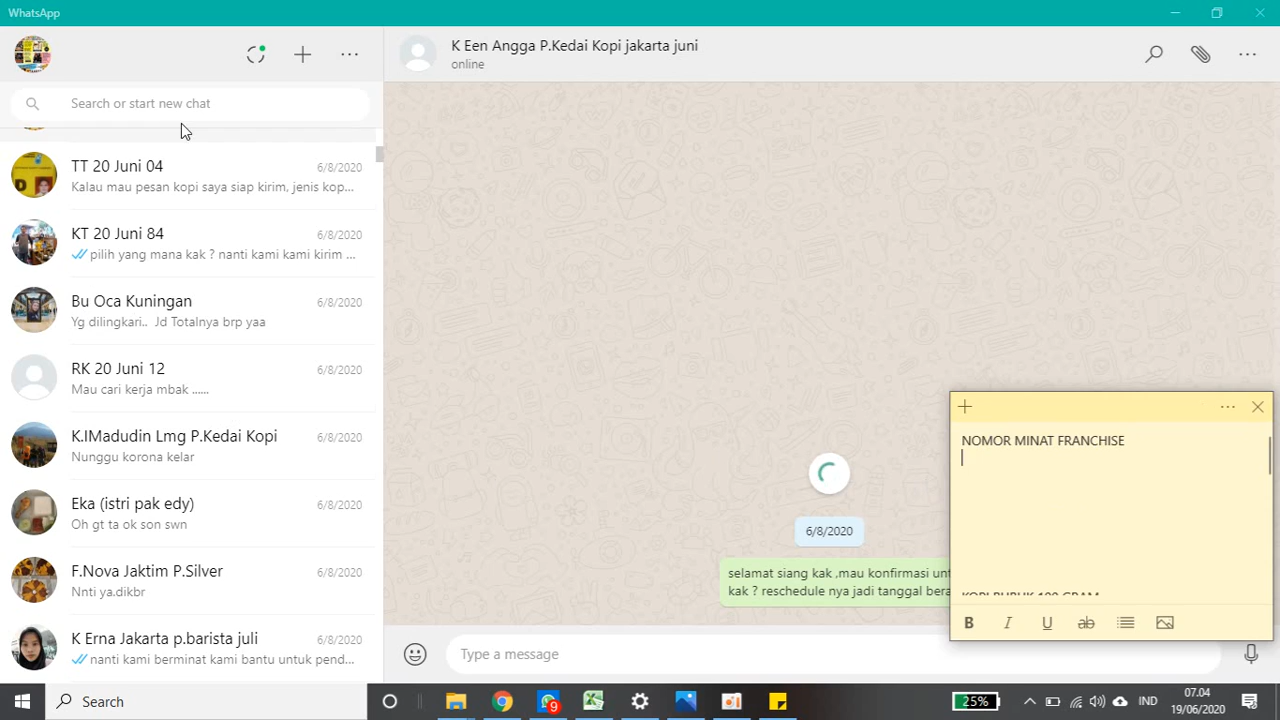 WhatsApp
Search or start new chat
TT 20 Juni 04
6/8/2020
Kalau mau pesan kopi saya siap kirim, jenis kop...
KT 20 Juni 84
6/8/2020
pilih yang mana kak ? nanti kami kami kirim ...
Bu Oca Kuningan
6/8/2020
Yg dilingkari.. Jd Totalnya brp yaa
RK 20 Juni 12
6/8/2020
Mau cari kerja mbak ......
K.IMadudin Lmg P.Kedai Kopi
6/8/2020
Nunggu korona kelar
Eka (istri pak edy)
6/8/2020
Oh gt ta ok son swn
F.Nova Jaktim P.Silver
6/8/2020
Nnti ya.dikbr
K Erna Jakarta p.barista juli
6/8/2020
nanti kami berminat kami bantu untuk pend...
K Een Angga P.Kedai Kopi jakarta juni
online
6/8/2020
selamat siang kak ,mau konfirmasi unt
kak ? reschedule nya jadi tanggal bera
Type a message
NOMOR MINAT FRANCHISE
KOPI BUBUK 100 GRAM
B I U ab
Search
9
25%
IND
07.04
19/06/2020